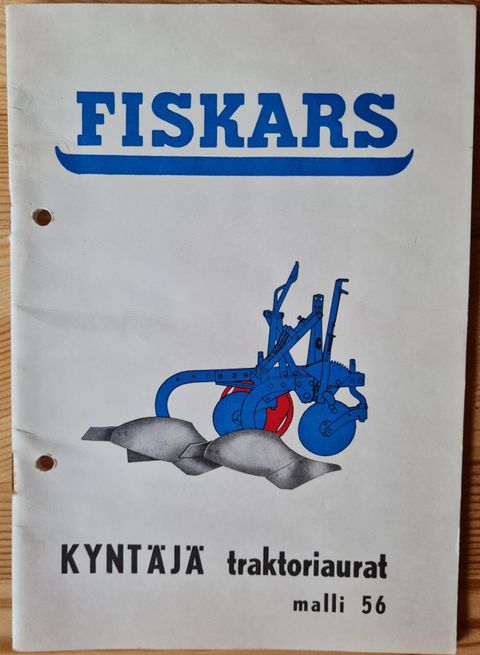 FISKARS
KYNTÄJÄ traktoriaurat
malli 56